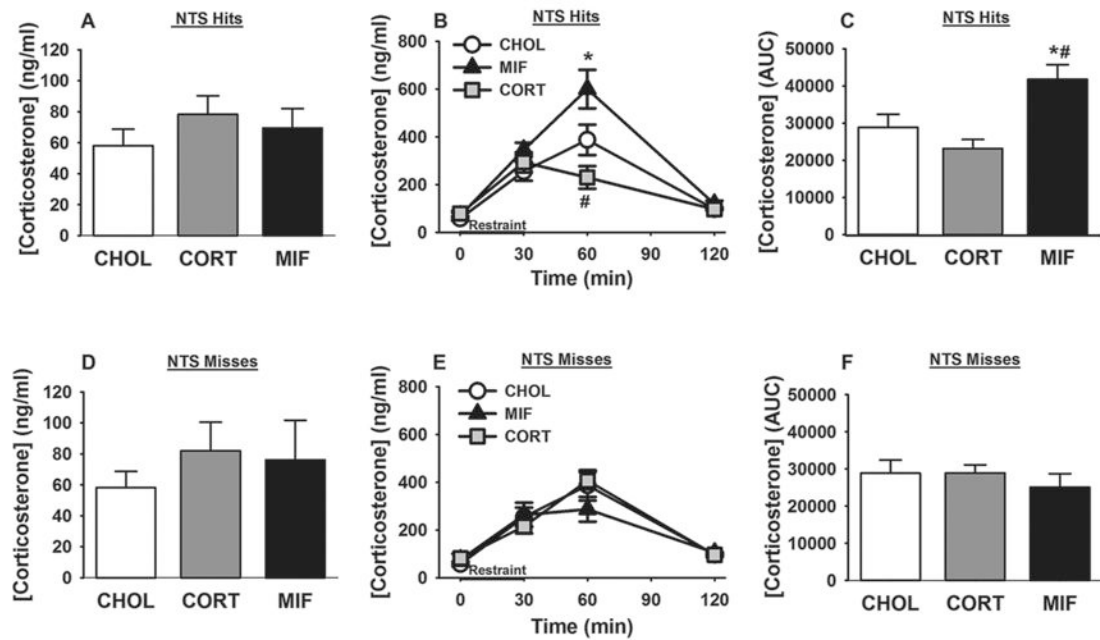 A
NTS Hits
[Corticosterone] (ng/ml)
120
100
80
60
40
20
0
CHOL CORT MIF
B
NTS Hits
[Corticosterone] (ng/ml)
800
600
400
200
0
CHOL
MIF
CORT
*
#
Restraint
0 30 60 90 120
Time (min)
C
NTS Hits
[Corticosterone] (AUC)
50000
40000
30000
20000
10000
0
*#
CHOL CORT MIF
D
NTS Misses
[Corticosterone] (ng/ml)
120
100
80
60
40
20
0
CHOL CORT MIF
E
NTS Misses
[Corticosterone] (ng/ml)
800
600
400
200
0
CHOL
MIF
CORT
Restraint
0 30 60 90 120
Time (min)
F
NTS Misses
[Corticosterone] (AUC)
50000
40000
30000
20000
10000
0
CHOL CORT MIF